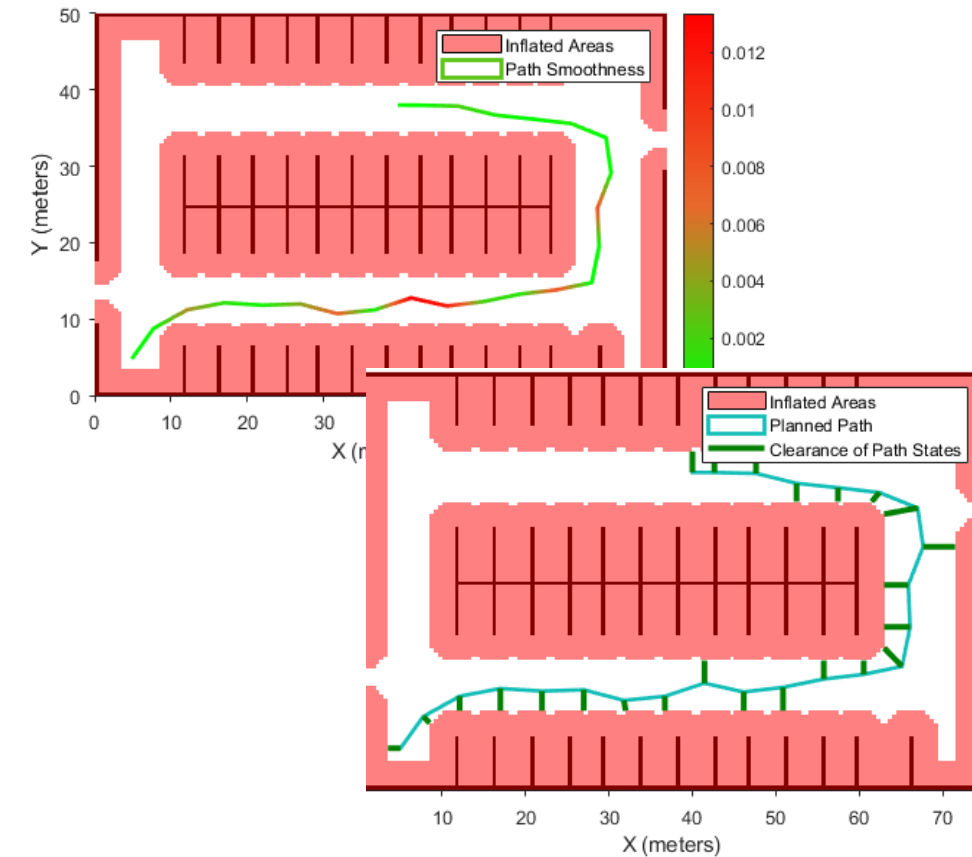 50
40
30
20
10
0
Y (meters)
0
10
20
30
X (
Inflated Areas
Path Smoothness
0.012
0.01
0.008
0.006
0.004
0.002
Inflated Areas
Planned Path
Clearance of Path States
10
20
30
40
50
60
70
X (meters)